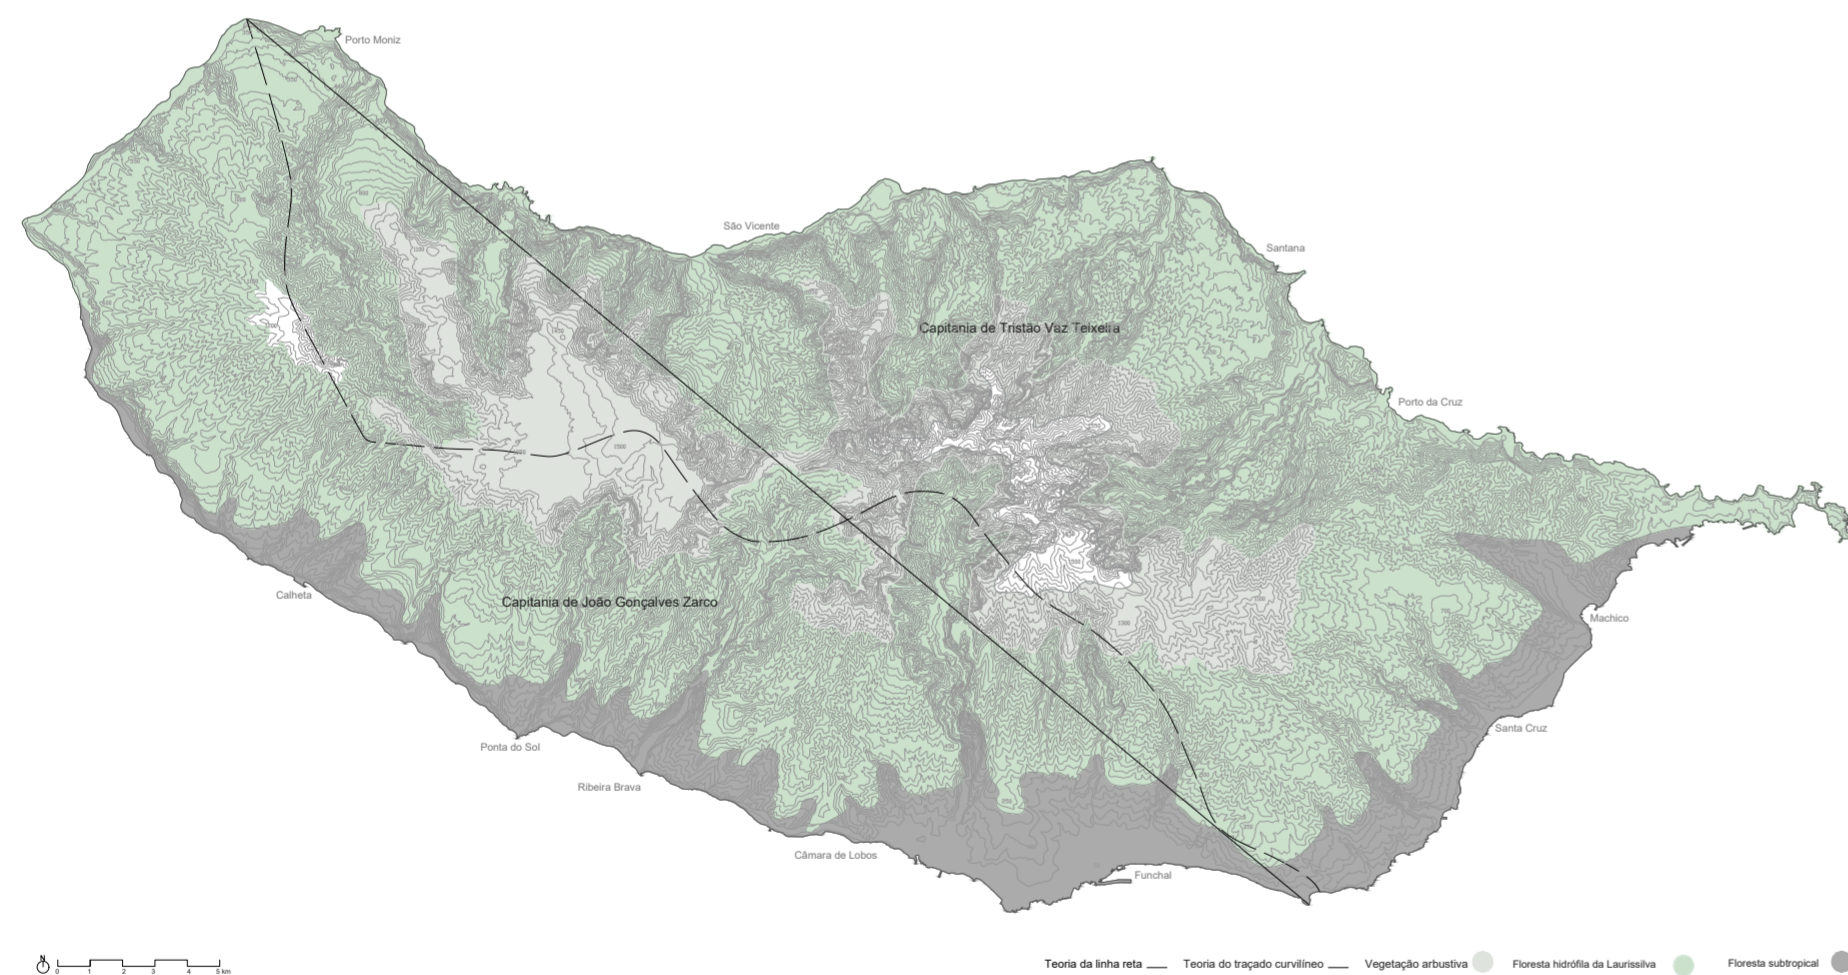 Porto Moniz
São Vicente
Santana
Capitania de Tristão Vaz Teixeira
Porto da Cruz
1500
Calheta
Capitania de João Gonçalves Zarco
Machico
1300
Santa Cruz
Ponta do Sol
Ribeira Brava
Câmara de Lobos
Funchal
N
0 1 2 3 4 5 km
Teoria da linha reta Teoria do traçado curvilíneo Vegetação arbustiva Floresta hidrófila da Laurissilva Floresta subtropical